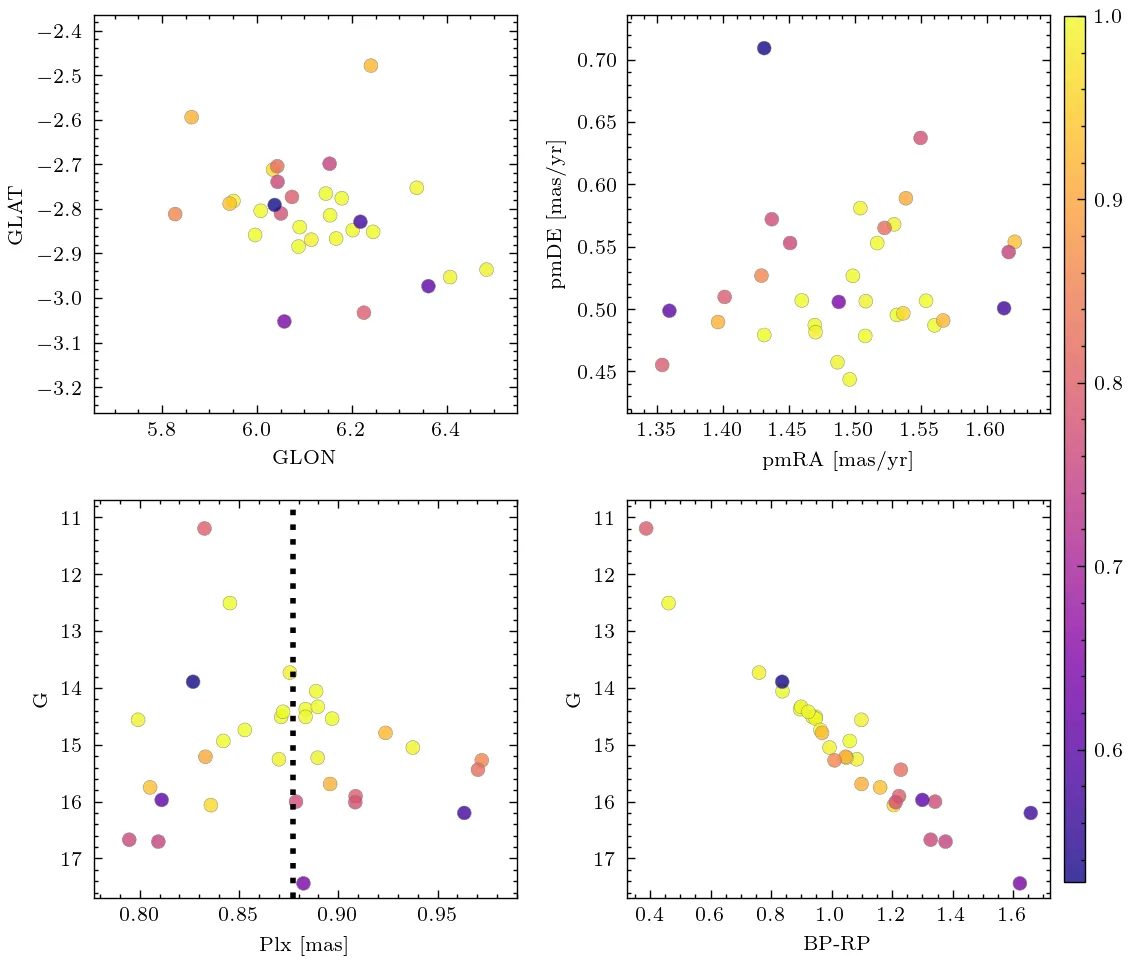 −2.4
−2.5
−2.6
−2.7
−2.8
−2.9
−3.0
−3.1
−3.2
GLAT
5.8 6.0 6.2 6.4
GLON
0.70
0.65
0.60
0.55
0.50
0.45
pmDE [mas/yr]
1.35 1.40 1.45 1.50 1.55 1.60
pmRA [mas/yr]
11
12
13
14
15
16
17
G
0.80 0.85 0.90 0.95
Plx [mas]
11
12
13
14
15
16
17
G
0.4 0.6 0.8 1.0 1.2 1.4 1.6
BP-RP
1.0
0.9
0.8
0.7
0.6